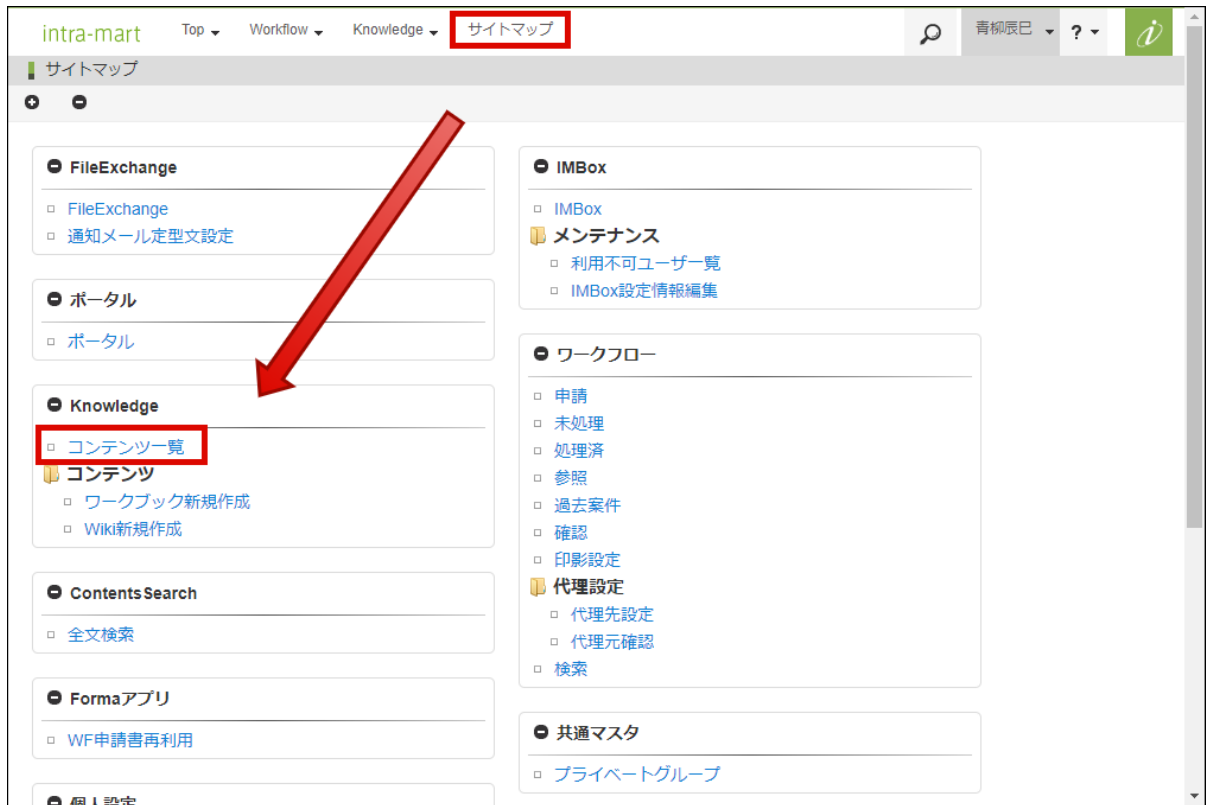 intra-mart Top Workflow Knowledge サイトマップ 青柳辰巳 ?
サイトマップ
FileExchange
FileExchange
通知メール定型文設定
ポータル
ポータル
Knowledge
コンテンツ一覧
コンテンツ
ワークブック新規作成
Wiki新規作成
ContentsSearch
全文検索
Formaアプリ
WF申請書再利用
個人設定
IMBox
IMBox
メンテナンス
利用不可ユーザ一覧
IMBox設定情報編集
ワークフロー
申請
未処理
処理済
参照
過去案件
確認
印影設定
代理設定
代理先設定
代理元確認
検索
共通マスタ
プライベートグループ